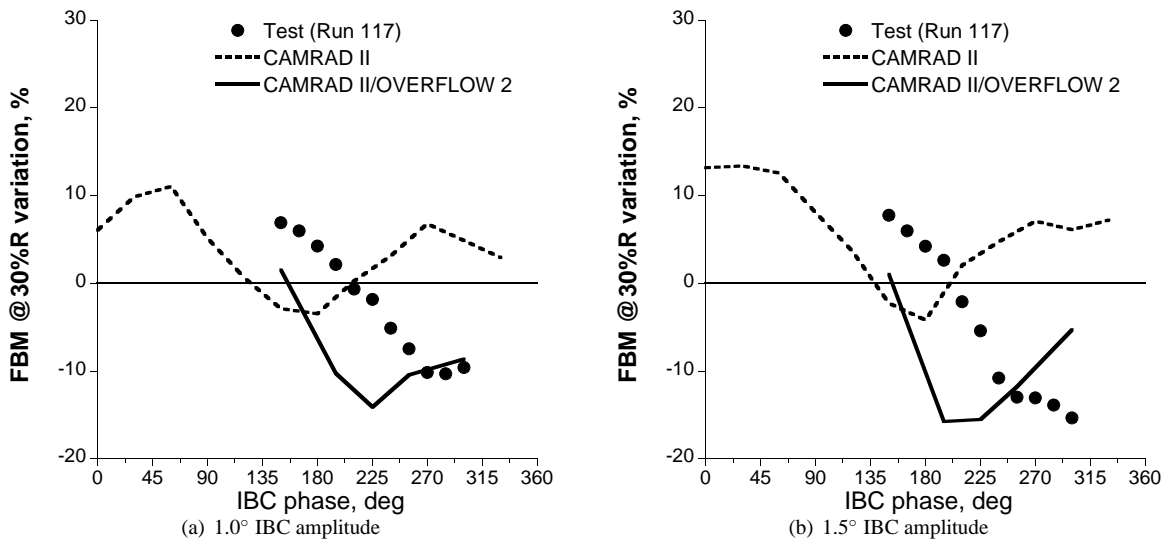 30
20
10
0
-10
-20
FBM @30%R variation, %
Test (Run 117)
CAMRAD II
CAMRAD II/OVERFLOW 2
0 45 90 135 180 225 270 315 360
IBC phase, deg
(a) 1.0° IBC amplitude
30
20
10
0
-10
-20
FBM @30%R variation, %
Test (Run 117)
CAMRAD II
CAMRAD II/OVERFLOW 2
0 45 90 135 180 225 270 315 360
IBC phase, deg
(b) 1.5° IBC amplitude